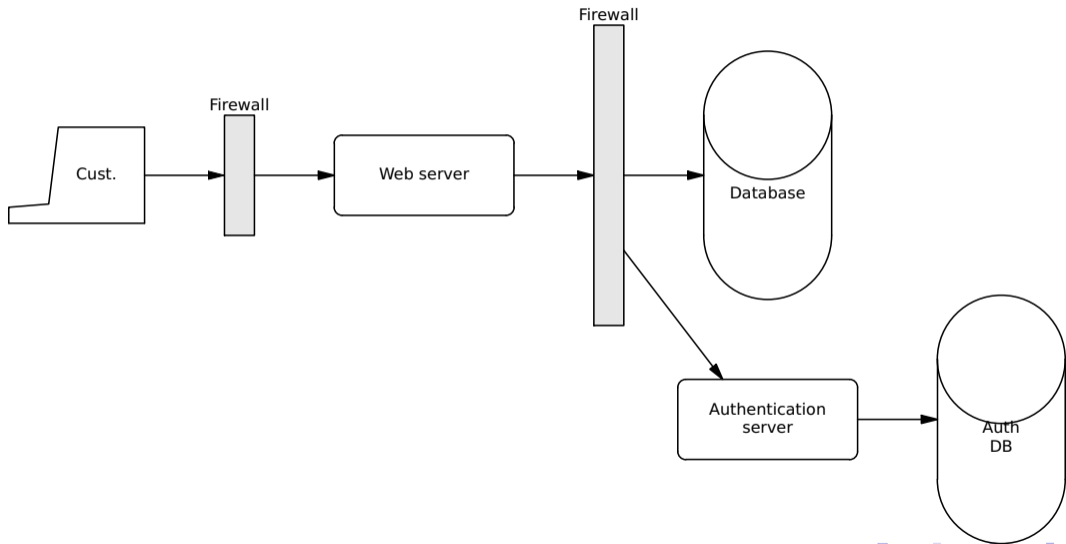 Firewall
Firewall
Cust.
Web server
Database
Authentication
server
Auth
DB